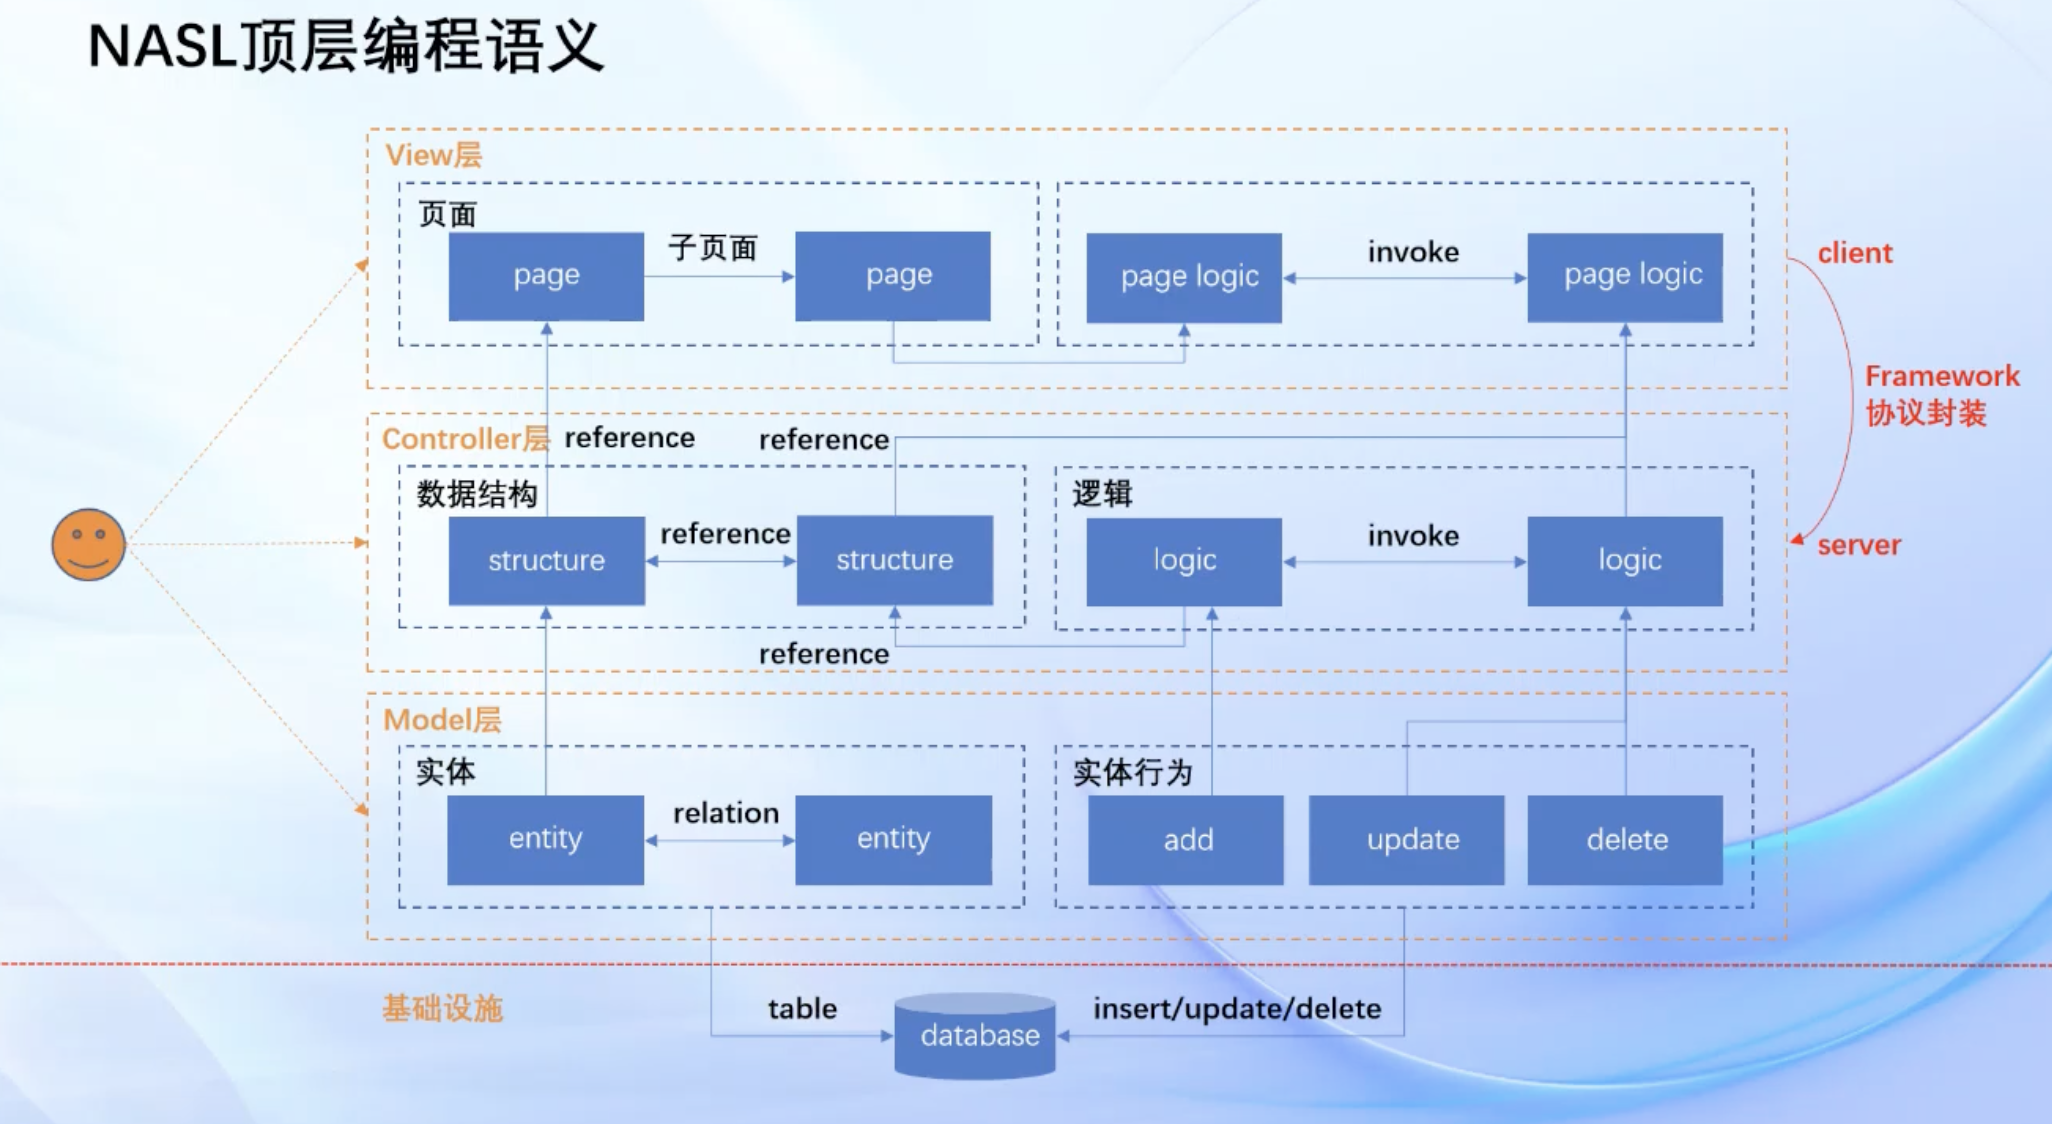 NASL顶层编程语义
View层
页面
page
子页面
page
page logic
invoke
page logic
client
Framework
协议封装
Controller层
reference
reference
数据结构
structure
reference
structure
逻辑
logic
invoke
logic
server
reference
Model层
实体
entity
relation
entity
实体行为
add
update
delete
基础设施
table
database
insert/update/delete